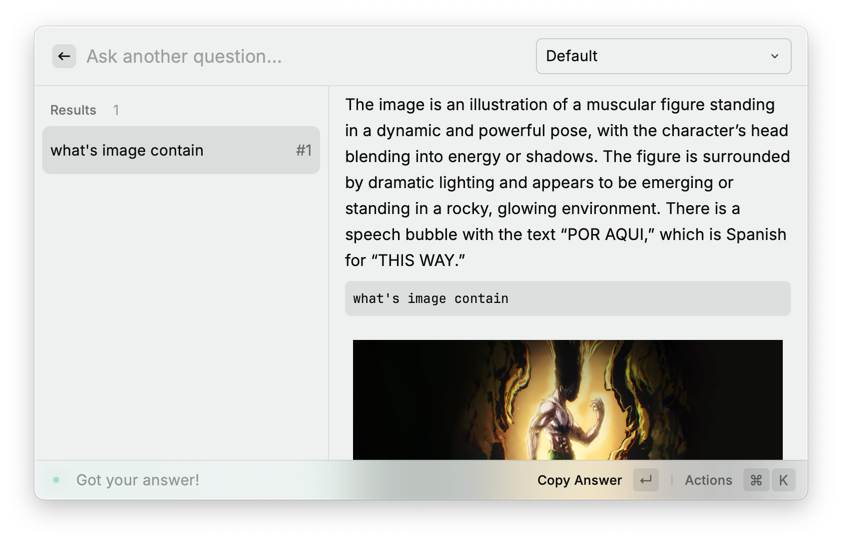 Ask another question...
Default
Results 1
what's image contain #1
The image is an illustration of a muscular figure standing
in a dynamic and powerful pose, with the character’s head
blending into energy or shadows. The figure is surrounded
by dramatic lighting and appears to be emerging or
standing in a rocky, glowing environment. There is a
speech bubble with the text “POR AQUI,” which is Spanish
for “THIS WAY.”
what's image contain
Got your answer!
Copy Answer ↵ Actions ⌘ K